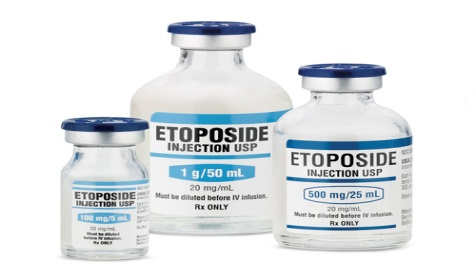 ETOPOSIDE
INJECTION USP
100 mg/5 mL
20 mg/mL
Must be diluted
before IV infusion.
Rx ONLY
ETOPOSIDE
INJECTION USP
1 g/50 mL
20 mg/mL
Must be diluted before IV infusion.
Rx ONLY
ETOPOSIDE
INJECTION USP
500 mg/25 mL
20 mg/mL
Must be diluted before IV infusion.
Rx ONLY